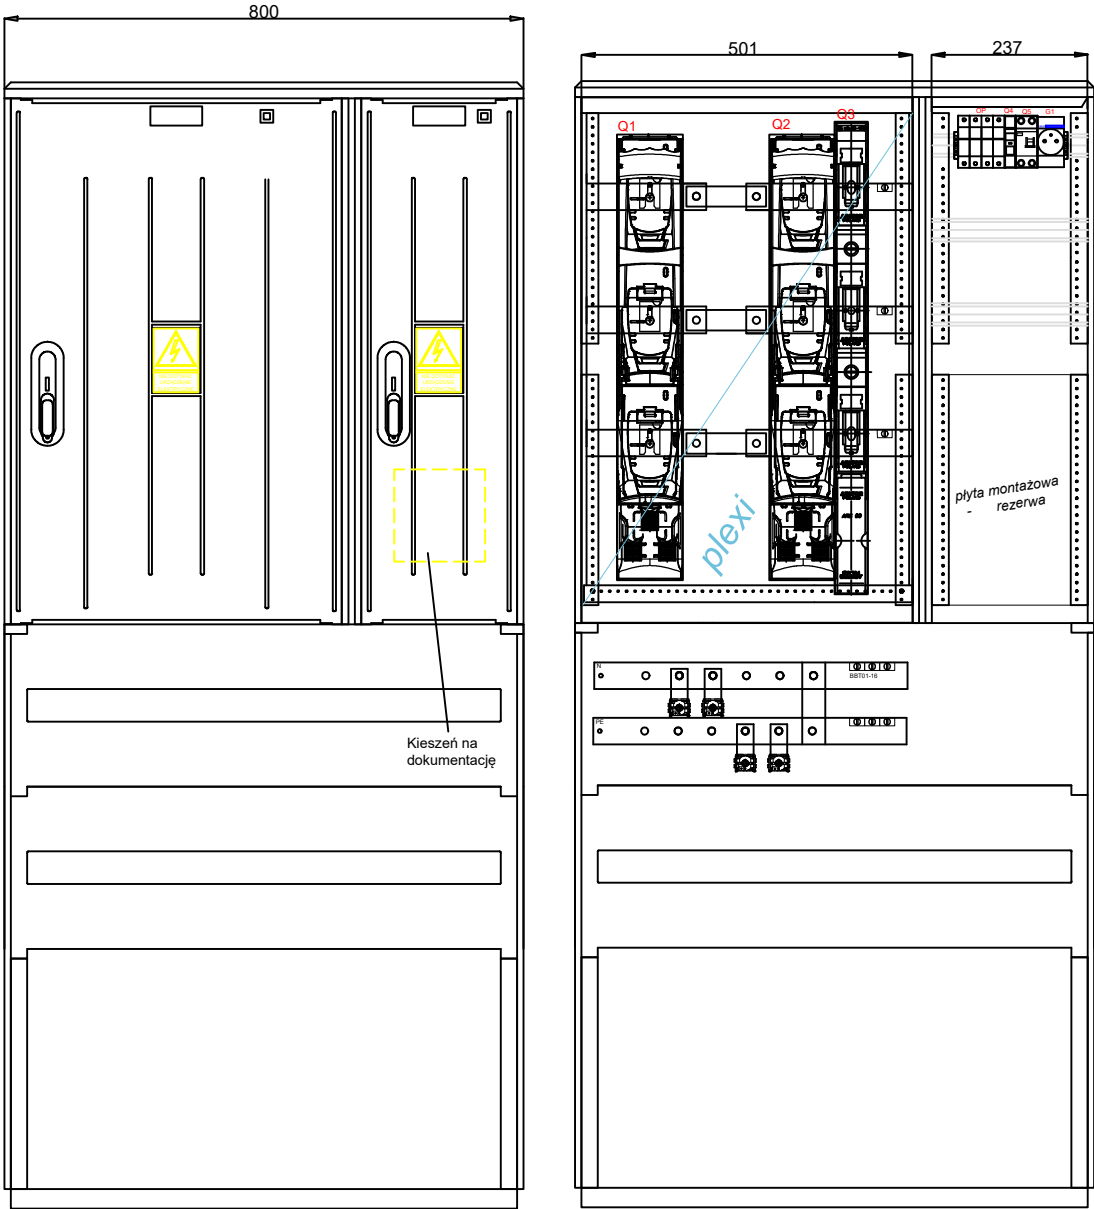 800
501
237
Q1
Q2
Q3
OP
Q4
Q5
G1
plexi
płyta montażowa
- rezerwa
N
BBT01-16
PE
Kieszeń na
dokumentację